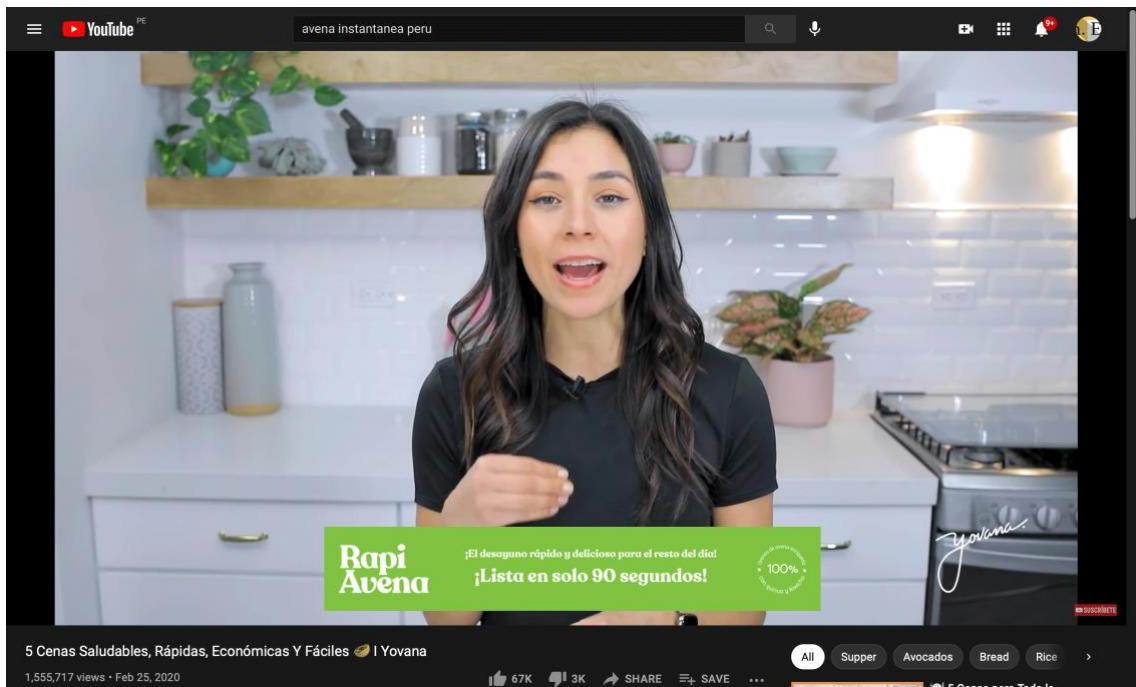 YouTube PE
avena instantanea peru
9+
Rapi
Avena
¡El desayuno rápido y delicioso para el resto del día!
¡Lista en solo 90 segundos!
100%
Yovana.
SUSCRÍBETE
5 Cenas Saludables, Rápidas, Económicas Y Fáciles 🥙 I Yovana
1,555,717 views • Feb 25, 2020
67K
3K
SHARE
SAVE
All
Supper
Avocados
Bread
Rice